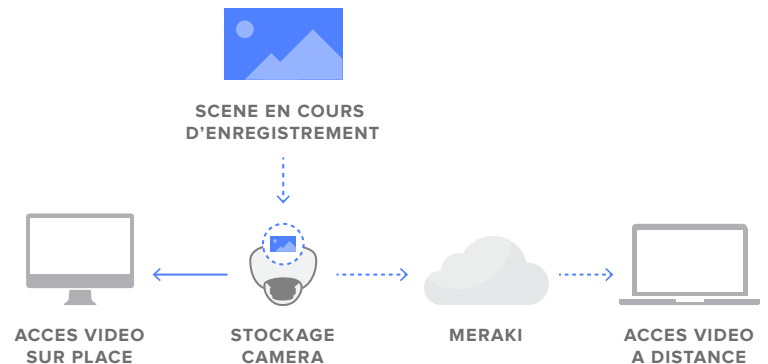 SCENE EN COURS
D'ENREGISTREMENT
ACCES VIDEO
SUR PLACE
STOCKAGE
CAMERA
MERAKI
ACCES VIDEO
A DISTANCE